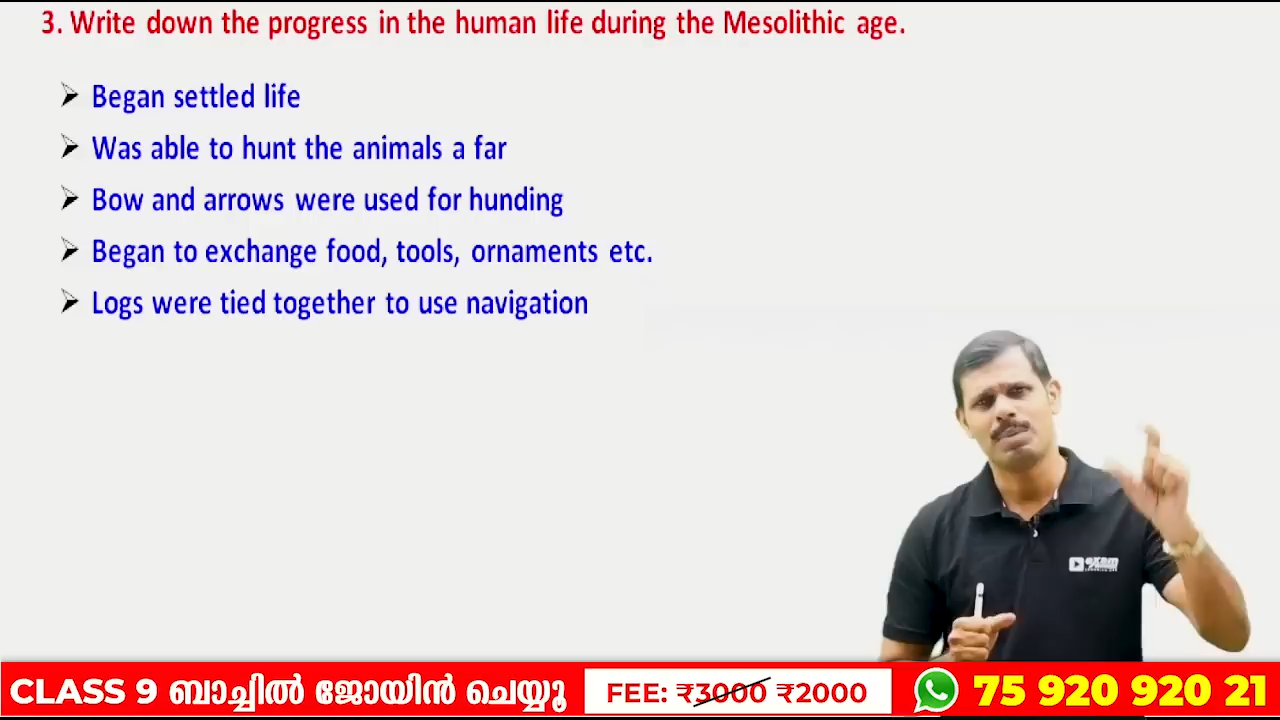 3. Write down the progress in the human life during the Mesolithic age.
Began settled life
Was able to hunt the animals a far
Bow and arrows were used for hunding
Began to exchange food, tools, ornaments etc.
Logs were tied together to use navigation
exam
CLASS 9 ബാച്ചിൽ ജോയിൻ ചെയ്യൂ FEE: ₹3000 ₹2000 75 920 920 21